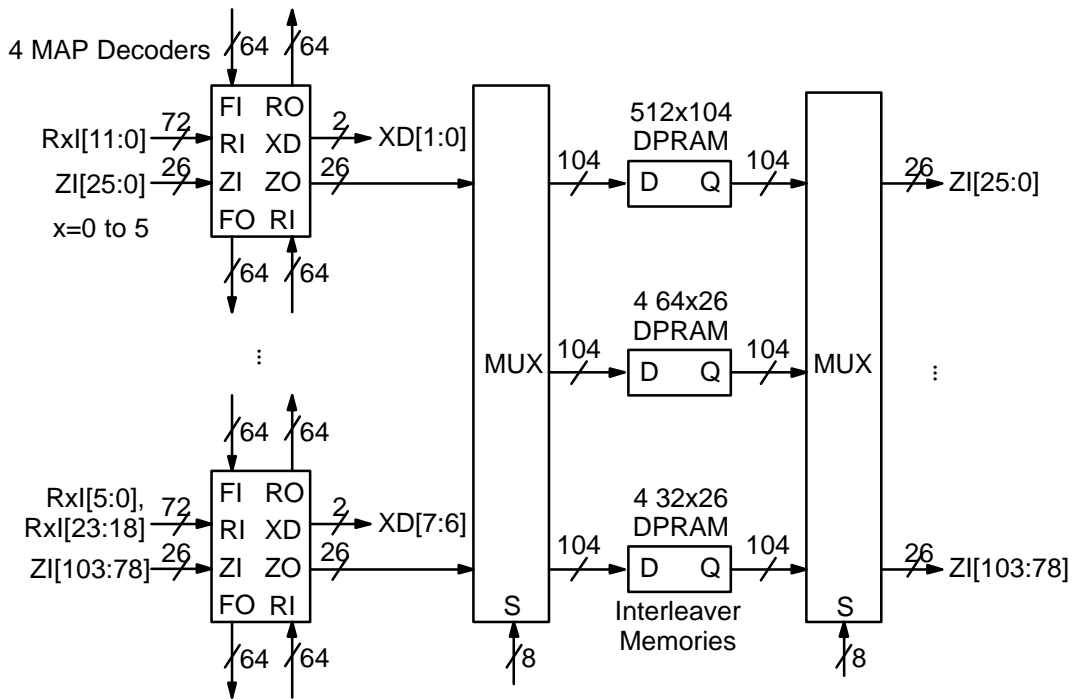 4 MAP Decoders
64
64
FI RO
RxI[11:0]
72
RI XD
2
XD[1:0]
ZI[25:0]
26
ZI ZO
26
x=0 to 5
FO RI
64
64
...
64
64
FI RO
RxI[5:0],
RxI[23:18]
72
RI XD
2
XD[7:6]
ZI[103:78]
26
ZI ZO
26
FO RI
64
64
MUX
S
8
512x104
DPRAM
104
D Q
104
4 64x26
DPRAM
104
D Q
104
4 32x26
DPRAM
104
D Q
104
Interleaver
Memories
MUX
S
8
26
ZI[25:0]
...
26
ZI[103:78]